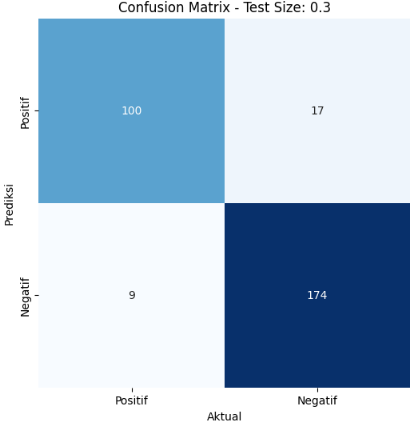 Confusion Matrix - Test Size: 0.3
Positif
100
17
Prediksi
Negatif
9
174
Positif
Negatif
Aktual